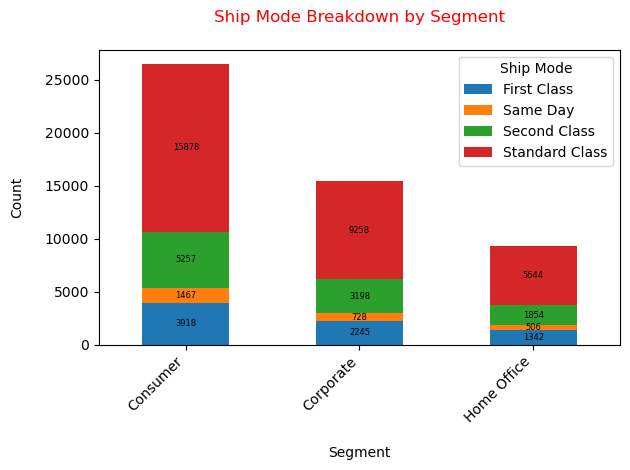 Ship Mode Breakdown by Segment
Ship Mode
First Class
Same Day
Second Class
Standard Class
Count
25000
20000
15000
10000
5000
0
15878
5257
1467
3918
9258
3198
728
2245
5644
1854
506
1342
Consumer
Corporate
Home Office
Segment